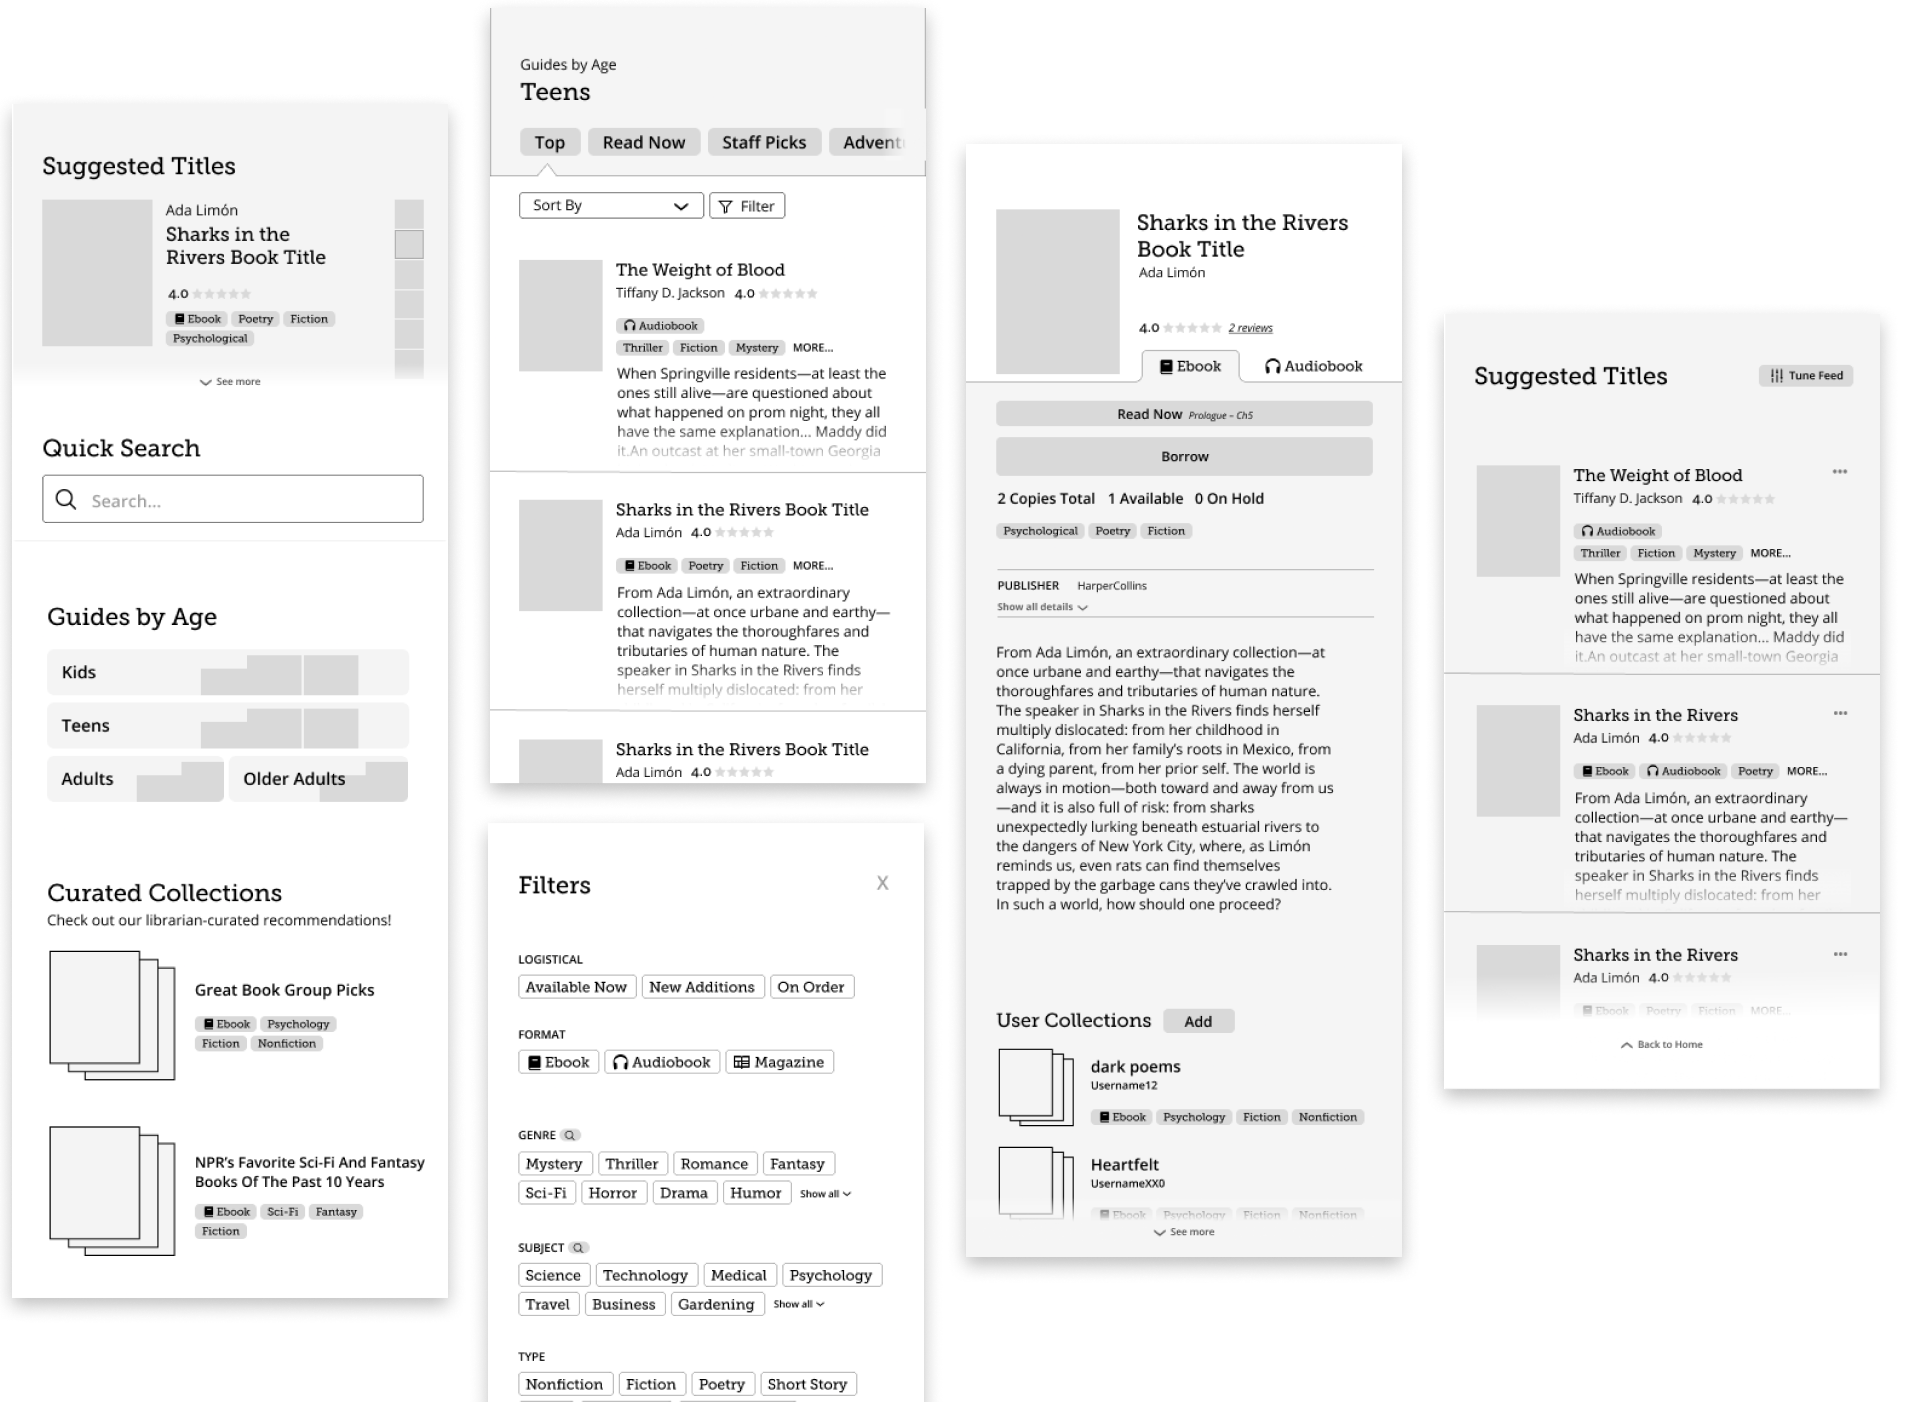 Suggested Titles
Ada Limón
Sharks in the
Rivers Book Title
4.0
Ebook Poetry Fiction
Psychological
See more
Quick Search
Search...
Guides by Age
Kids
Teens
Adults Older Adults
Curated Collections
Check out our librarian-curated recommendations!
Great Book Group Picks
Ebook Psychology
Fiction Nonfiction
NPR's Favorite Sci-Fi And Fantasy
Books Of The Past 10 Years
Ebook Sci-Fi Fantasy
Fiction
Guides by Age
Teens
Top Read Now Staff Picks Advent
Sort By Filter
The Weight of Blood
Tiffany D. Jackson 4.0
Audiobook
Thriller Fiction Mystery MORE...
When Springville residents—at least the
ones still alive—are questioned about
what happened on prom night, they all
have the same explanation... Maddy did
it.An outcast at her small-town Georgia
Sharks in the Rivers Book Title
Ada Limón 4.0
Ebook Poetry Fiction MORE...
From Ada Limón, an extraordinary
collection—at once urbane and earthy—
that navigates the thoroughfares and
tributaries of human nature. The
speaker in Sharks in the Rivers finds
herself multiply dislocated: from her
Sharks in the Rivers Book Title
Ada Limón 4.0
Filters X
LOGISTICAL
Available Now New Additions On Order
FORMAT
Ebook Audiobook Magazine
GENRE
Mystery Thriller Romance Fantasy
Sci-Fi Horror Drama Humor Show all
SUBJECT
Science Technology Medical Psychology
Travel Business Gardening Show all
TYPE
Nonfiction Fiction Poetry Short Story
Sharks in the Rivers
Book Title
Ada Limón
4.0 2 reviews
Ebook Audiobook
Read Now Prologue – Ch5
Borrow
2 Copies Total 1 Available 0 On Hold
Psychological Poetry Fiction
PUBLISHER HarperCollins
Show all details
From Ada Limón, an extraordinary collection—at
once urbane and earthy—that navigates the
thoroughfares and tributaries of human nature.
The speaker in Sharks in the Rivers finds herself
multiply dislocated: from her childhood in
California, from her family's roots in Mexico, from
a dying parent, from her prior self. The world is
always in motion—both toward and away from us
—and it is also full of risk: from sharks
unexpectedly lurking beneath estuarial rivers to
the dangers of New York City, where, as Limón
reminds us, even rats can find themselves
trapped by the garbage cans they've crawled into.
In such a world, how should one proceed?
User Collections Add
dark poems
Username12
Ebook Psychology Fiction Nonfiction
Heartfelt
UsernameXX0
Ebook Psychology Fiction Nonfiction
See more
Suggested Titles Tune Feed
The Weight of Blood
Tiffany D. Jackson 4.0
Audiobook
Thriller Fiction Mystery MORE...
When Springville residents—at least the
ones still alive—are questioned about
what happened on prom night, they all
have the same explanation... Maddy did
it.An outcast at her small-town Georgia
Sharks in the Rivers
Ada Limón 4.0
Ebook Audiobook Poetry MORE...
From Ada Limón, an extraordinary
collection—at once urbane and earthy—
that navigates the thoroughfares and
tributaries of human nature. The
speaker in Sharks in the Rivers finds
herself multiply dislocated: from her
Sharks in the Rivers
Ada Limón 4.0
Ebook Poetry Fiction MORE...
Back to Home